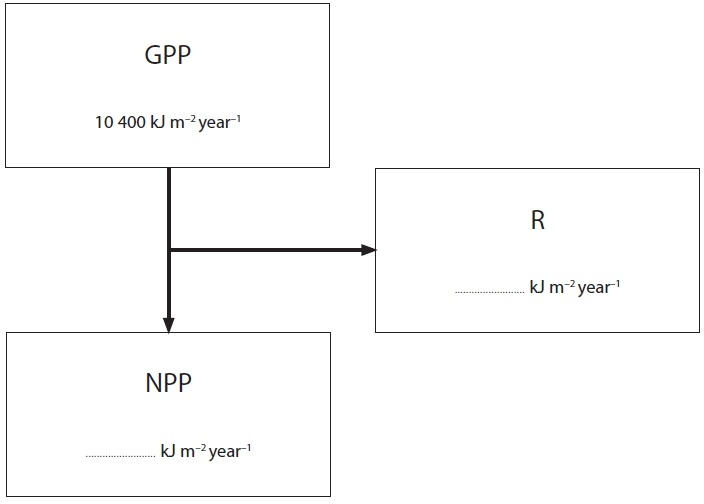 GPP
10 400 kJ m⁻² year⁻¹
R
......................... kJ m⁻² year⁻¹
NPP
......................... kJ m⁻² year⁻¹